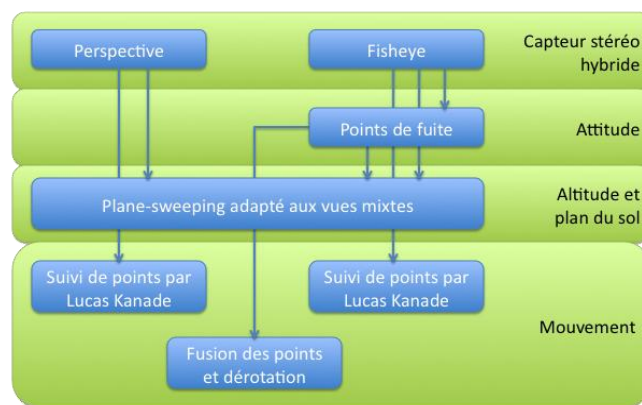 Perspective
Fisheye
Capteur stéréo
hybride
Points de fuite
Attitude
Plane-sweeping adapté aux vues mixtes
Altitude et
plan du sol
Suivi de points par
Lucas Kanade
Suivi de points par
Lucas Kanade
Mouvement
Fusion des points
et dérotation